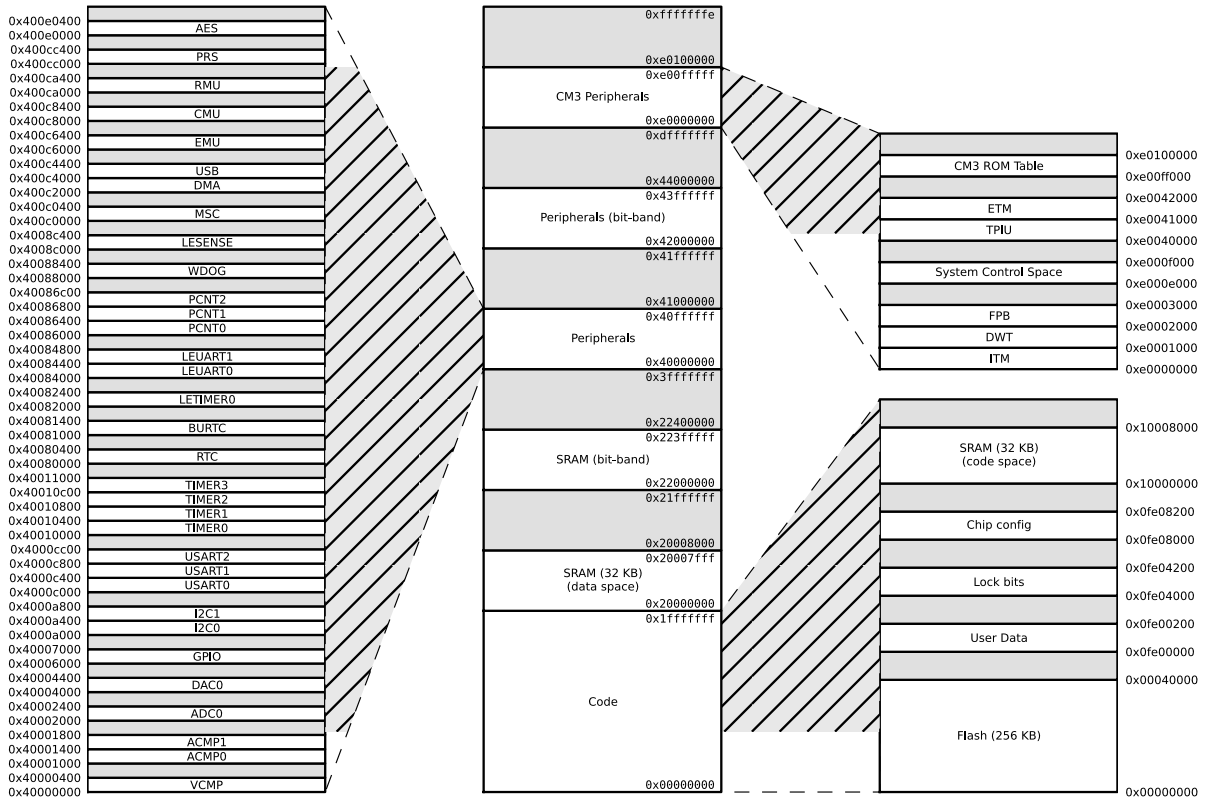 0x400e0400
AES
0x400e0000
0x400cc400
PRS
0x400cc000
0x400ca400
RMU
0x400ca000
0x400c8400
CMU
0x400c8000
0x400c6400
EMU
0x400c6000
0x400c4400
USB
0x400c4000
DMA
0x400c2000
0x400c0400
MSC
0x400c0000
0x4008c400
LESENSE
0x4008c000
0x40088400
WDOG
0x40088000
0x40086c00
PCNT2
0x40086800
PCNT1
0x40086400
PCNT0
0x40086000
0x40084800
LEUART1
0x40084400
LEUART0
0x40084000
0x40082400
LETIMER0
0x40082000
0x40081400
BURTC
0x40081000
0x40080400
RTC
0x40080000
0x40011000
TIMER3
0x40010c00
TIMER2
0x40010800
TIMER1
0x40010400
TIMER0
0x40010000
0x4000cc00
USART2
0x4000c800
USART1
0x4000c400
USART0
0x4000c000
0x4000a800
I2C1
0x4000a400
I2C0
0x4000a000
0x40007000
GPIO
0x40006000
0x40004400
DAC0
0x40004000
0x40002400
ADC0
0x40002000
0x40001800
ACMP1
0x40001400
ACMP0
0x40001000
0x40000400
VCMP
0x40000000
0xfffffffe
0xe0100000
0xe00fffff
CM3 Peripherals
0xe0000000
0xdfffffff
0x44000000
0x43ffffff
Peripherals (bit-band)
0x42000000
0x41ffffff
0x41000000
0x40ffffff
Peripherals
0x40000000
0x3fffffff
0x22400000
0x223fffff
SRAM (bit-band)
0x22000000
0x21ffffff
0x20008000
0x20007fff
SRAM (32 KB)
(data space)
0x20000000
0x1fffffff
Code
0x00000000
0xe0100000
CM3 ROM Table
0xe00ff000
0xe0042000
ETM
0xe0041000
TPIU
0xe0040000
0xe000f000
System Control Space
0xe000e000
0xe0003000
FPB
0xe0002000
DWT
0xe0001000
ITM
0xe0000000
0x10008000
SRAM (32 KB)
(code space)
0x10000000
0x0fe08200
Chip config
0x0fe08000
0x0fe04200
Lock bits
0x0fe04000
0x0fe00200
User Data
0x0fe00000
0x00040000
Flash (256 KB)
0x00000000